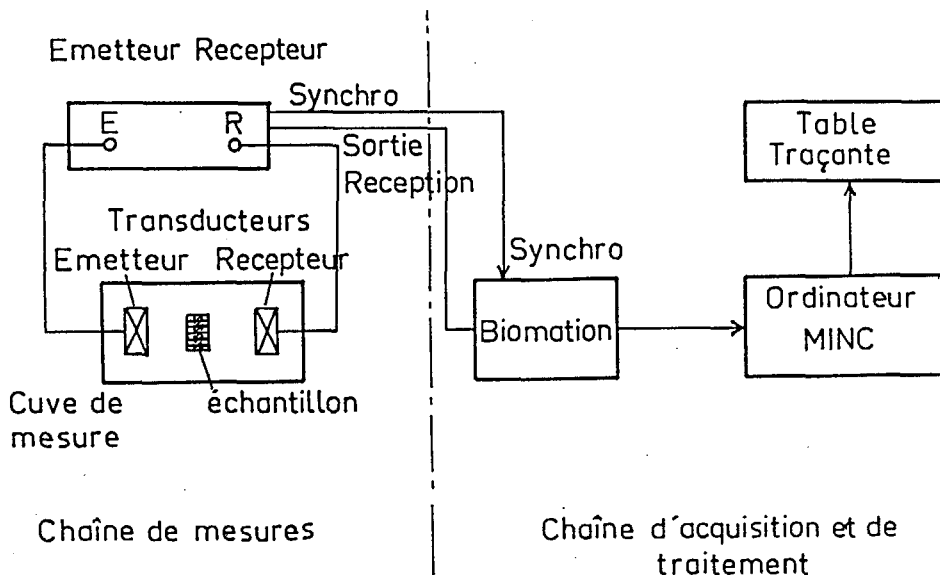 Emetteur Recepteur
E
R
Synchro
Sortie
Reception
Transducteurs
Emetteur Recepteur
échantillon
Cuve de
mesure
Chaîne de mesures
Synchro
Biomation
Ordinateur
MINC
Table
Traçante
Chaîne d'acquisition et de
traitement